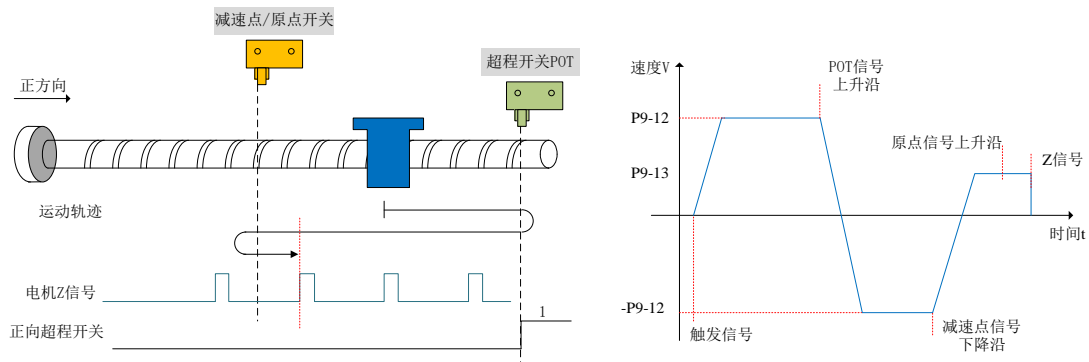 减速点/原点开关
超程开关POT
正方向
运动轨迹
电机Z信号
正向超程开关
1
速度V
POT信号
上升沿
P9-12
原点信号上升沿
Z信号
P9-13
时间t
-P9-12
触发信号
减速点信号
下降沿